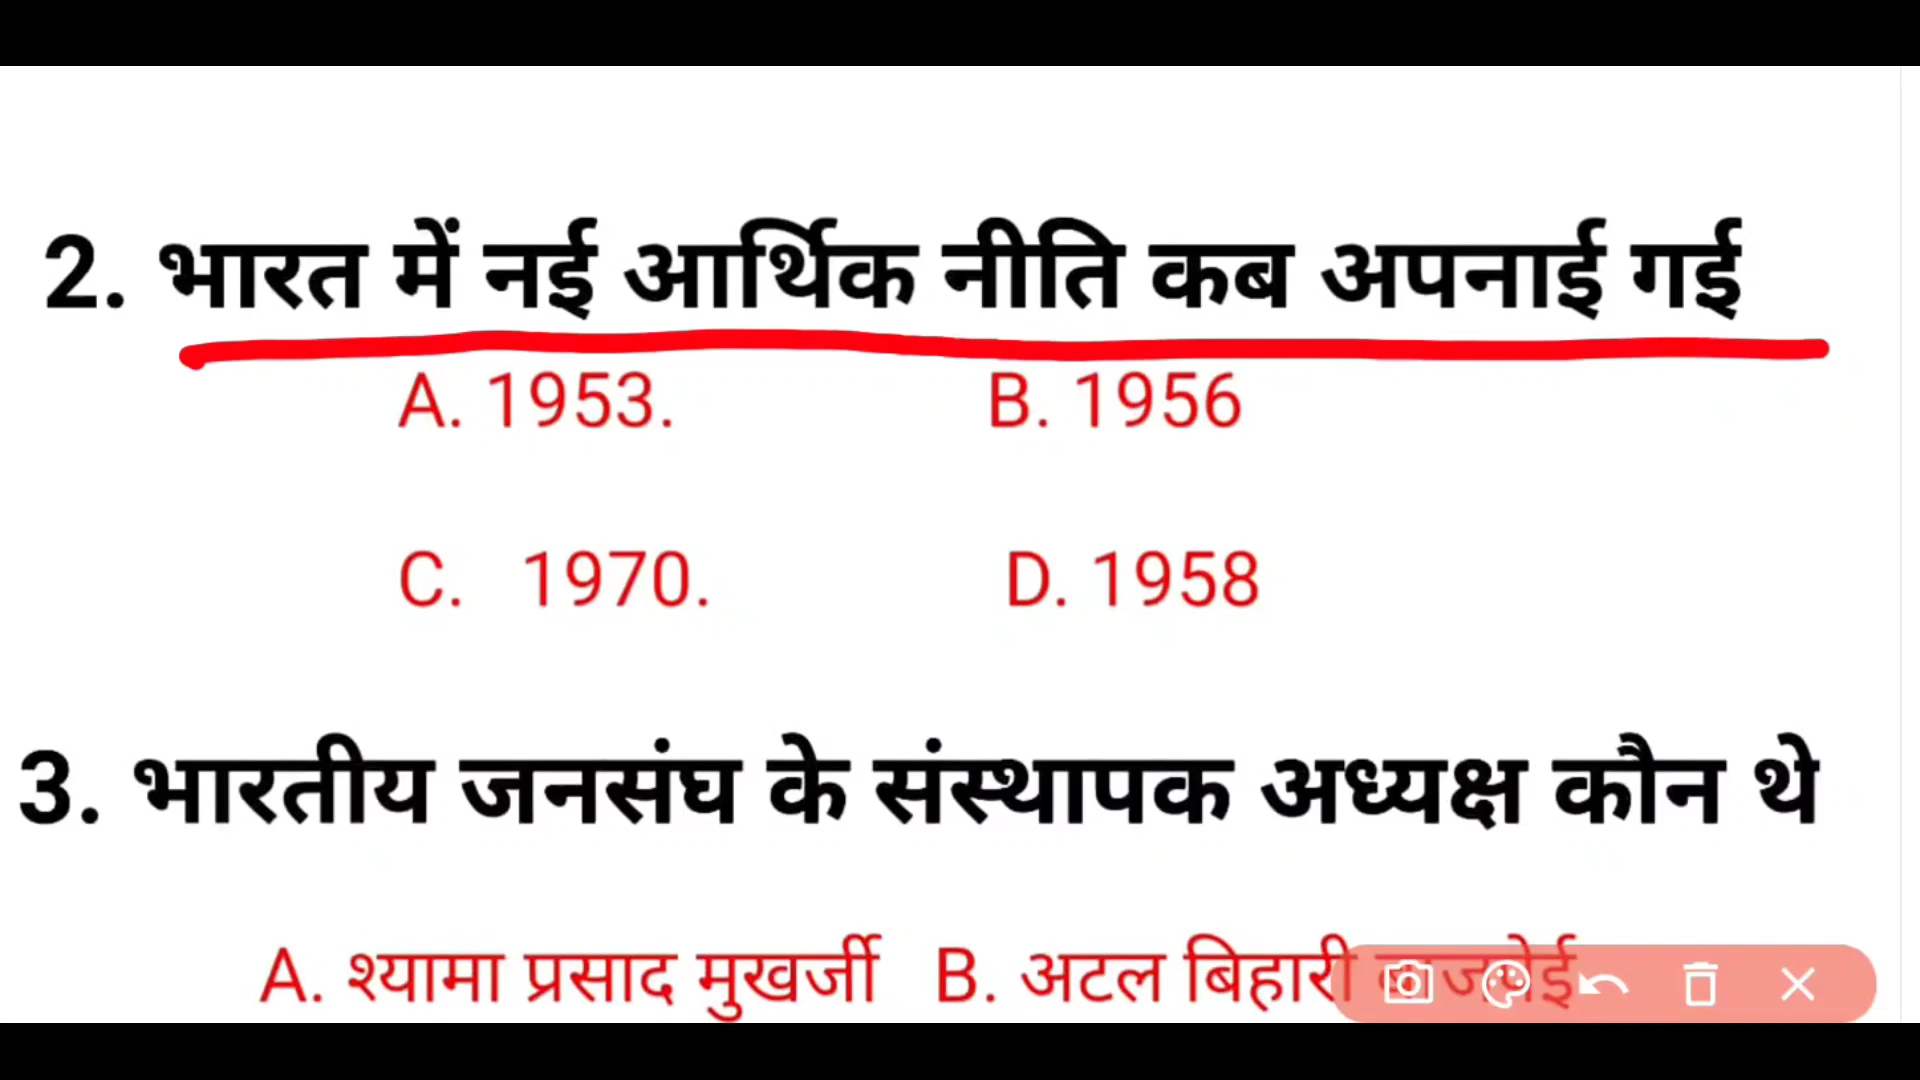 2. भारत में नई आर्थिक नीति कब अपनाई गई
A. 1953. B. 1956
C. 1970. D. 1958
3. भारतीय जनसंघ के संस्थापक अध्यक्ष कौन थे
A. श्यामा प्रसाद मुखर्जी B. अटल बिहारी